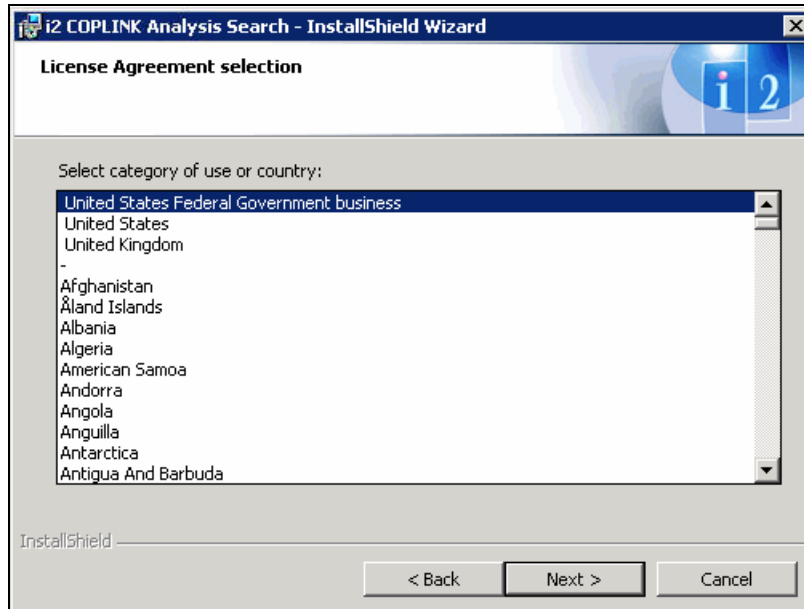 i2 COPLINK Analysis Search - InstallShield Wizard
License Agreement selection
i2
Select category of use or country:
United States Federal Government business
United States
United Kingdom
-
Afghanistan
Åland Islands
Albania
Algeria
American Samoa
Andorra
Angola
Anguilla
Antarctica
Antigua And Barbuda
InstallShield
< Back Next > Cancel